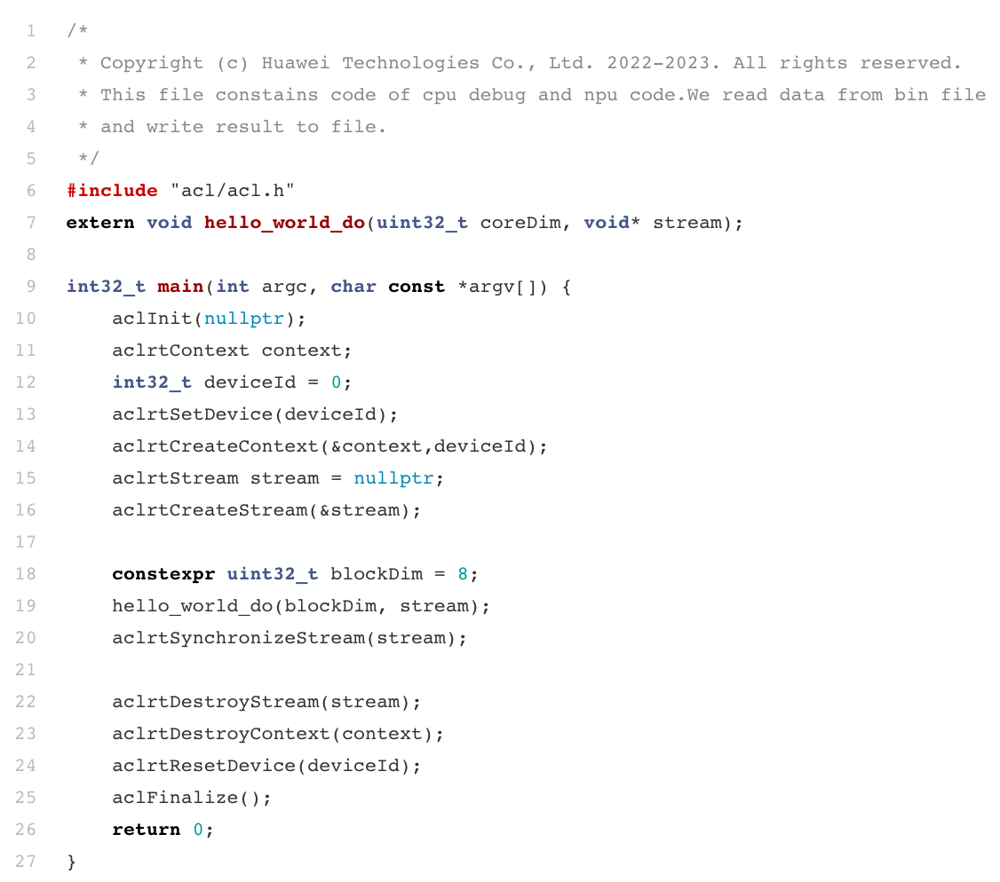 1 /*
2  * Copyright (c) Huawei Technologies Co., Ltd. 2022-2023. All rights reserved.
3  * This file constains code of cpu debug and npu code.We read data from bin file
4  * and write result to file.
5  */
6 #include "acl/acl.h"
7 extern void hello_world_do(uint32_t coreDim, void* stream);
8
9 int32_t main(int argc, char const *argv[]) {
10     aclInit(nullptr);
11     aclrtContext context;
12     int32_t deviceId = 0;
13     aclrtSetDevice(deviceId);
14     aclrtCreateContext(&context,deviceId);
15     aclrtStream stream = nullptr;
16     aclrtCreateStream(&stream);
17
18     constexpr uint32_t blockDim = 8;
19     hello_world_do(blockDim, stream);
20     aclrtSynchronizeStream(stream);
21
22     aclrtDestroyStream(stream);
23     aclrtDestroyContext(context);
24     aclrtResetDevice(deviceId);
25     aclFinalize();
26     return 0;
27 }